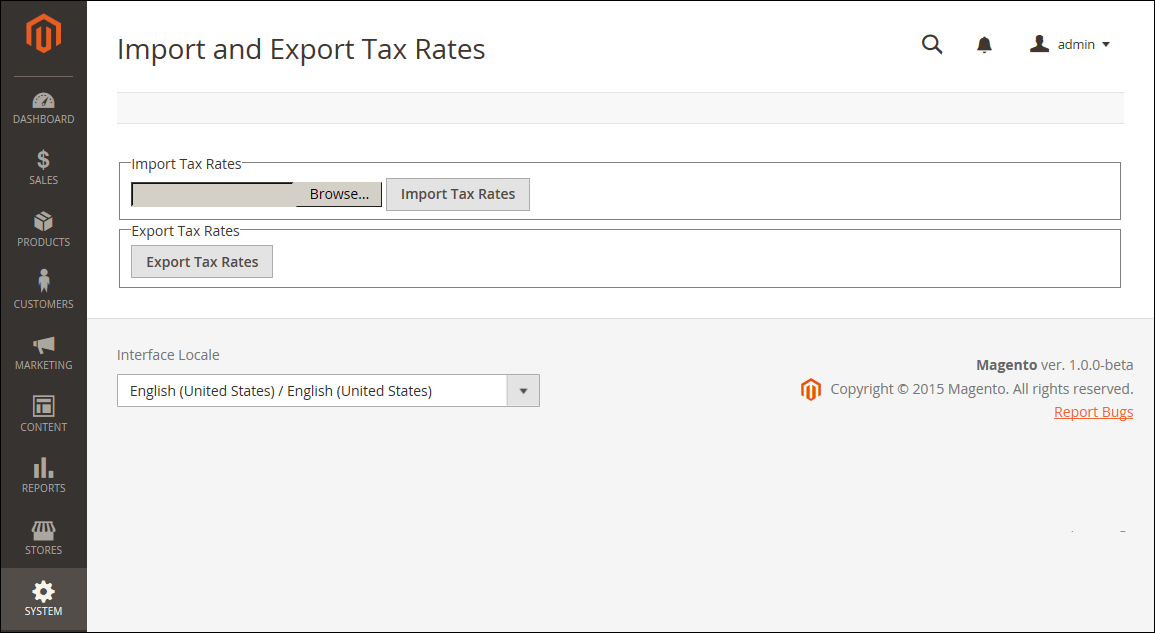 Import and Export Tax Rates
admin
DASHBOARD
SALES
PRODUCTS
CUSTOMERS
MARKETING
CONTENT
REPORTS
STORES
SYSTEM
Import Tax Rates
Browse... Import Tax Rates
Export Tax Rates
Export Tax Rates
Interface Locale
English (United States) / English (United States)
Magento ver. 1.0.0-beta
Copyright © 2015 Magento. All rights reserved.
Report Bugs